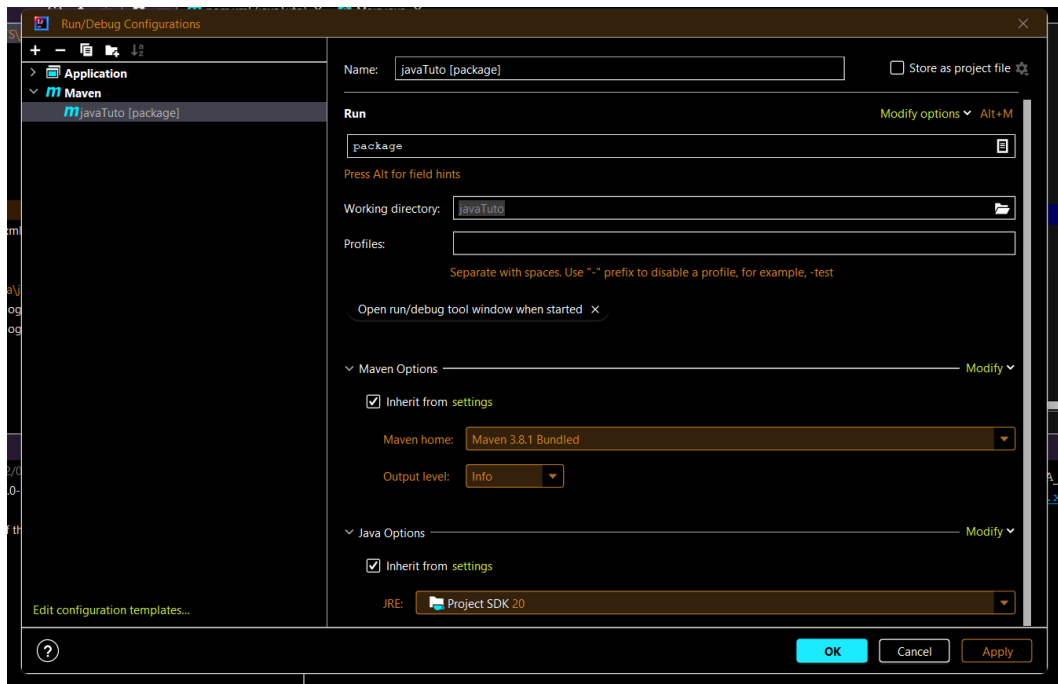 Run/Debug Configurations
Application
Maven
javaTuto [package]
Edit configuration templates...
Name: javaTuto [package] Store as project file
Run Modify options Alt+M
package
Press Alt for field hints
Working directory: javaTuto
Profiles:
Separate with spaces. Use "-" prefix to disable a profile, for example, -test
Open run/debug tool window when started ×
Maven Options Modify
Inherit from settings
Maven home: Maven 3.8.1 Bundled
Output level: Info
Java Options Modify
Inherit from settings
JRE: Project SDK 20
? OK Cancel Apply